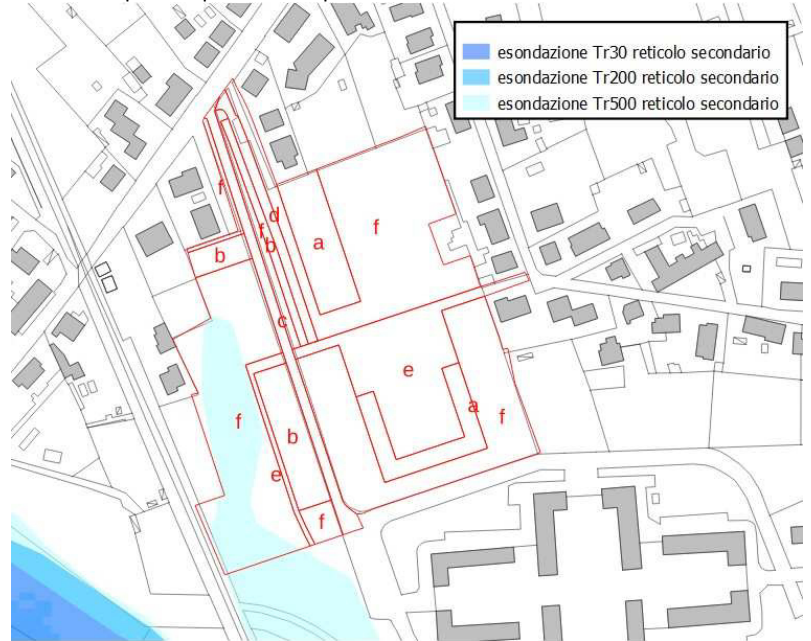 esondazione Tr30 reticolo secondario
esondazione Tr200 reticolo secondario
esondazione Tr500 reticolo secondario
f
d
f
b
a
f
b
c
e
a
f
f
b
e
f